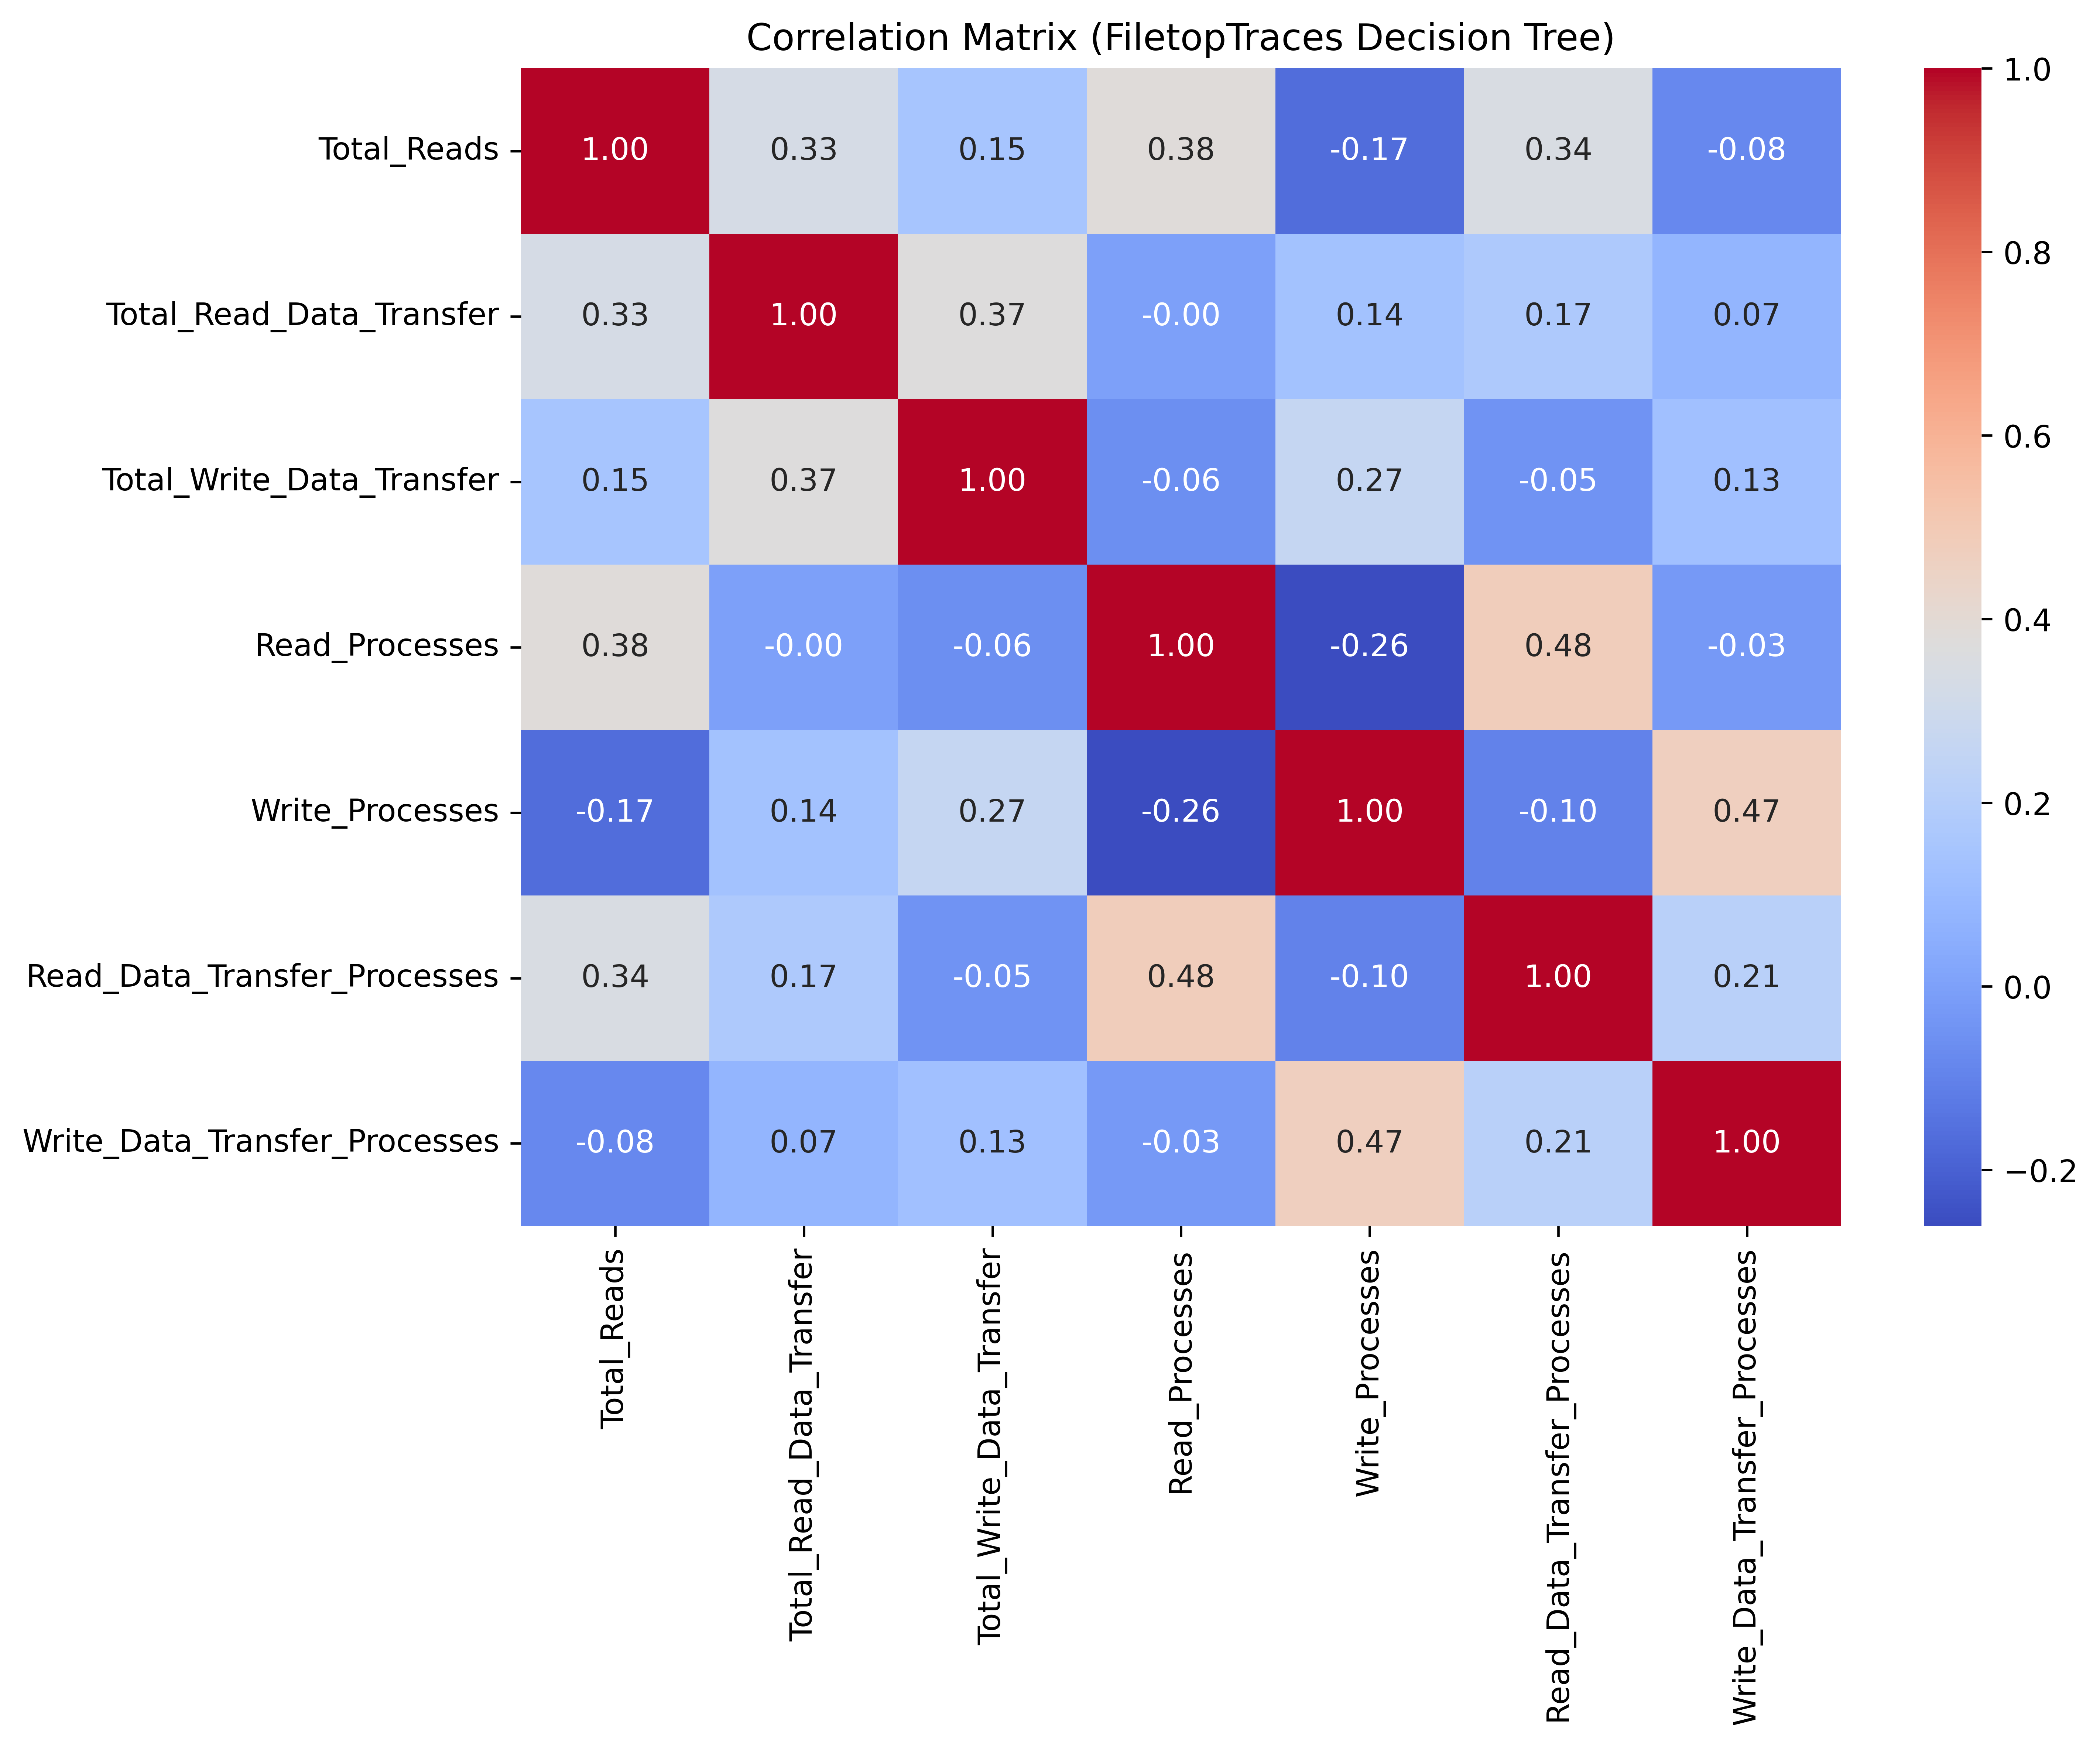 Correlation Matrix (FiletopTraces Decision Tree)
Total_Reads 1.00 0.33 0.15 0.38 -0.17 0.34 -0.08
Total_Read_Data_Transfer 0.33 1.00 0.37 -0.00 0.14 0.17 0.07
Total_Write_Data_Transfer 0.15 0.37 1.00 -0.06 0.27 -0.05 0.13
Read_Processes 0.38 -0.00 -0.06 1.00 -0.26 0.48 -0.03
Write_Processes -0.17 0.14 0.27 -0.26 1.00 -0.10 0.47
Read_Data_Transfer_Processes 0.34 0.17 -0.05 0.48 -0.10 1.00 0.21
Write_Data_Transfer_Processes -0.08 0.07 0.13 -0.03 0.47 0.21 1.00
Total_Reads
Total_Read_Data_Transfer
Total_Write_Data_Transfer
Read_Processes
Write_Processes
Read_Data_Transfer_Processes
Write_Data_Transfer_Processes
1.0
0.8
0.6
0.4
0.2
0.0
−0.2